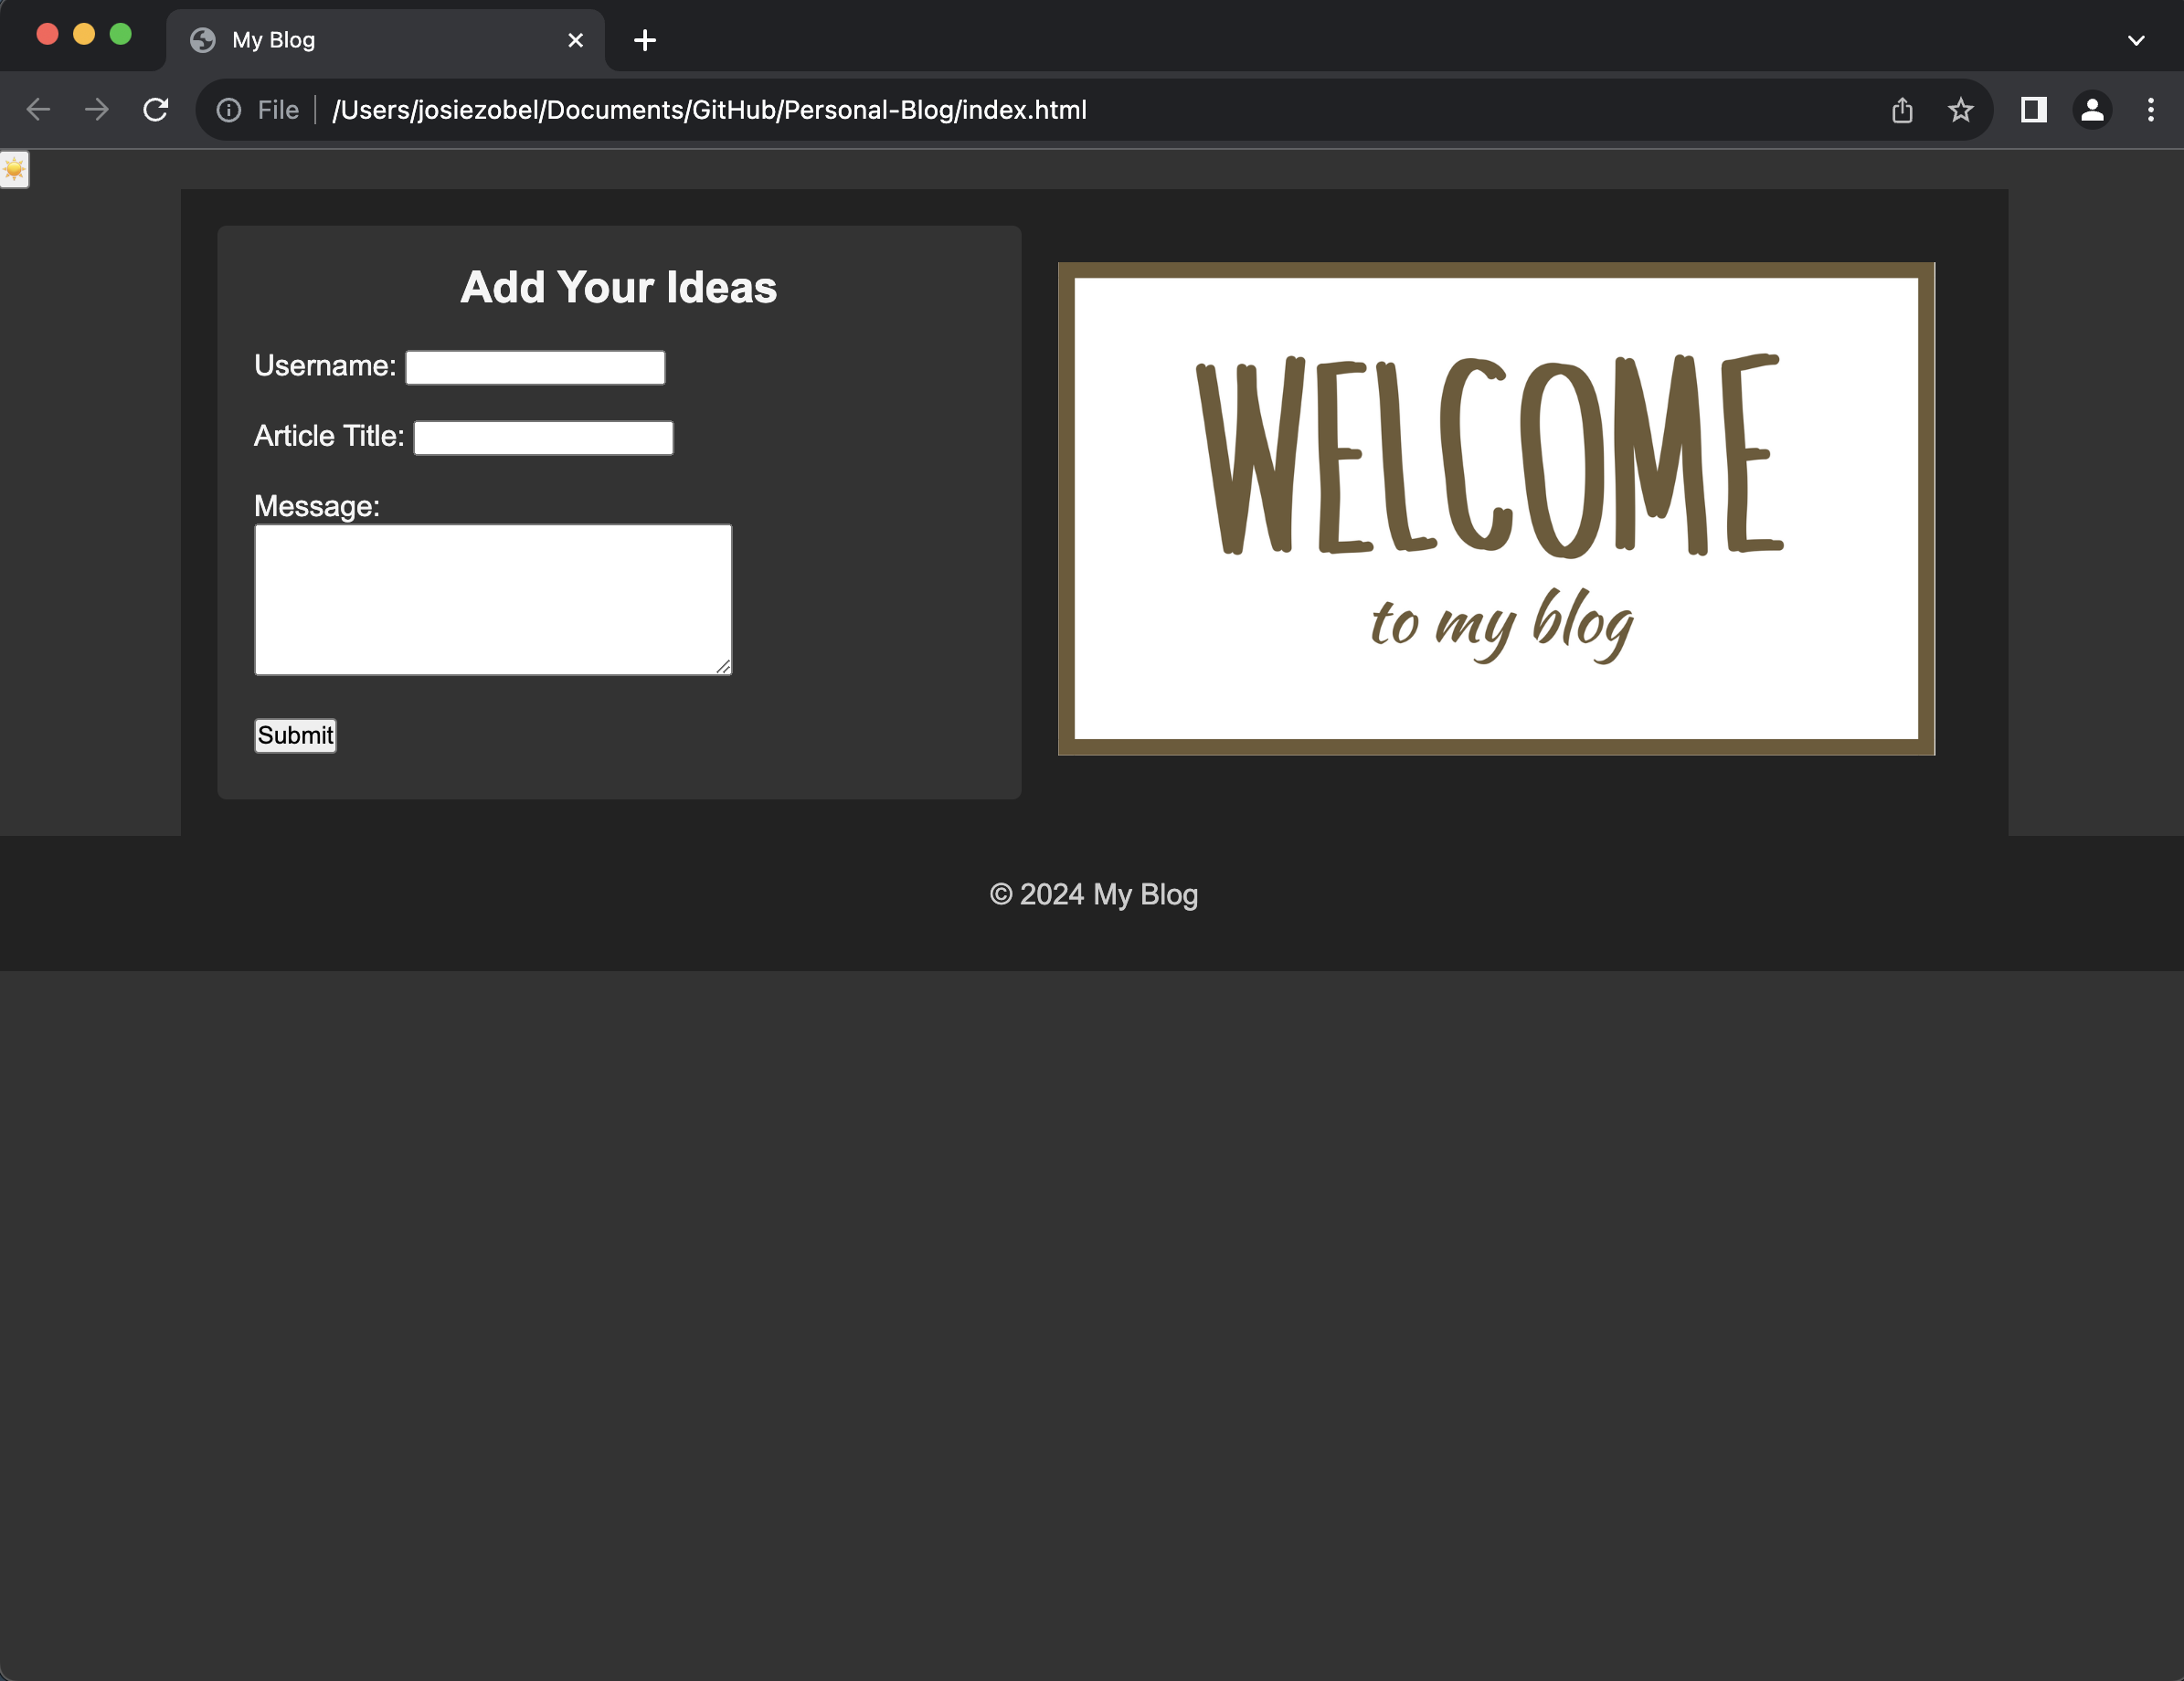 My Blog
File /Users/josiezobel/Documents/GitHub/Personal-Blog/index.html
Add Your Ideas
Username:
Article Title:
Message:
Submit
WELCOME
to my blog
© 2024 My Blog